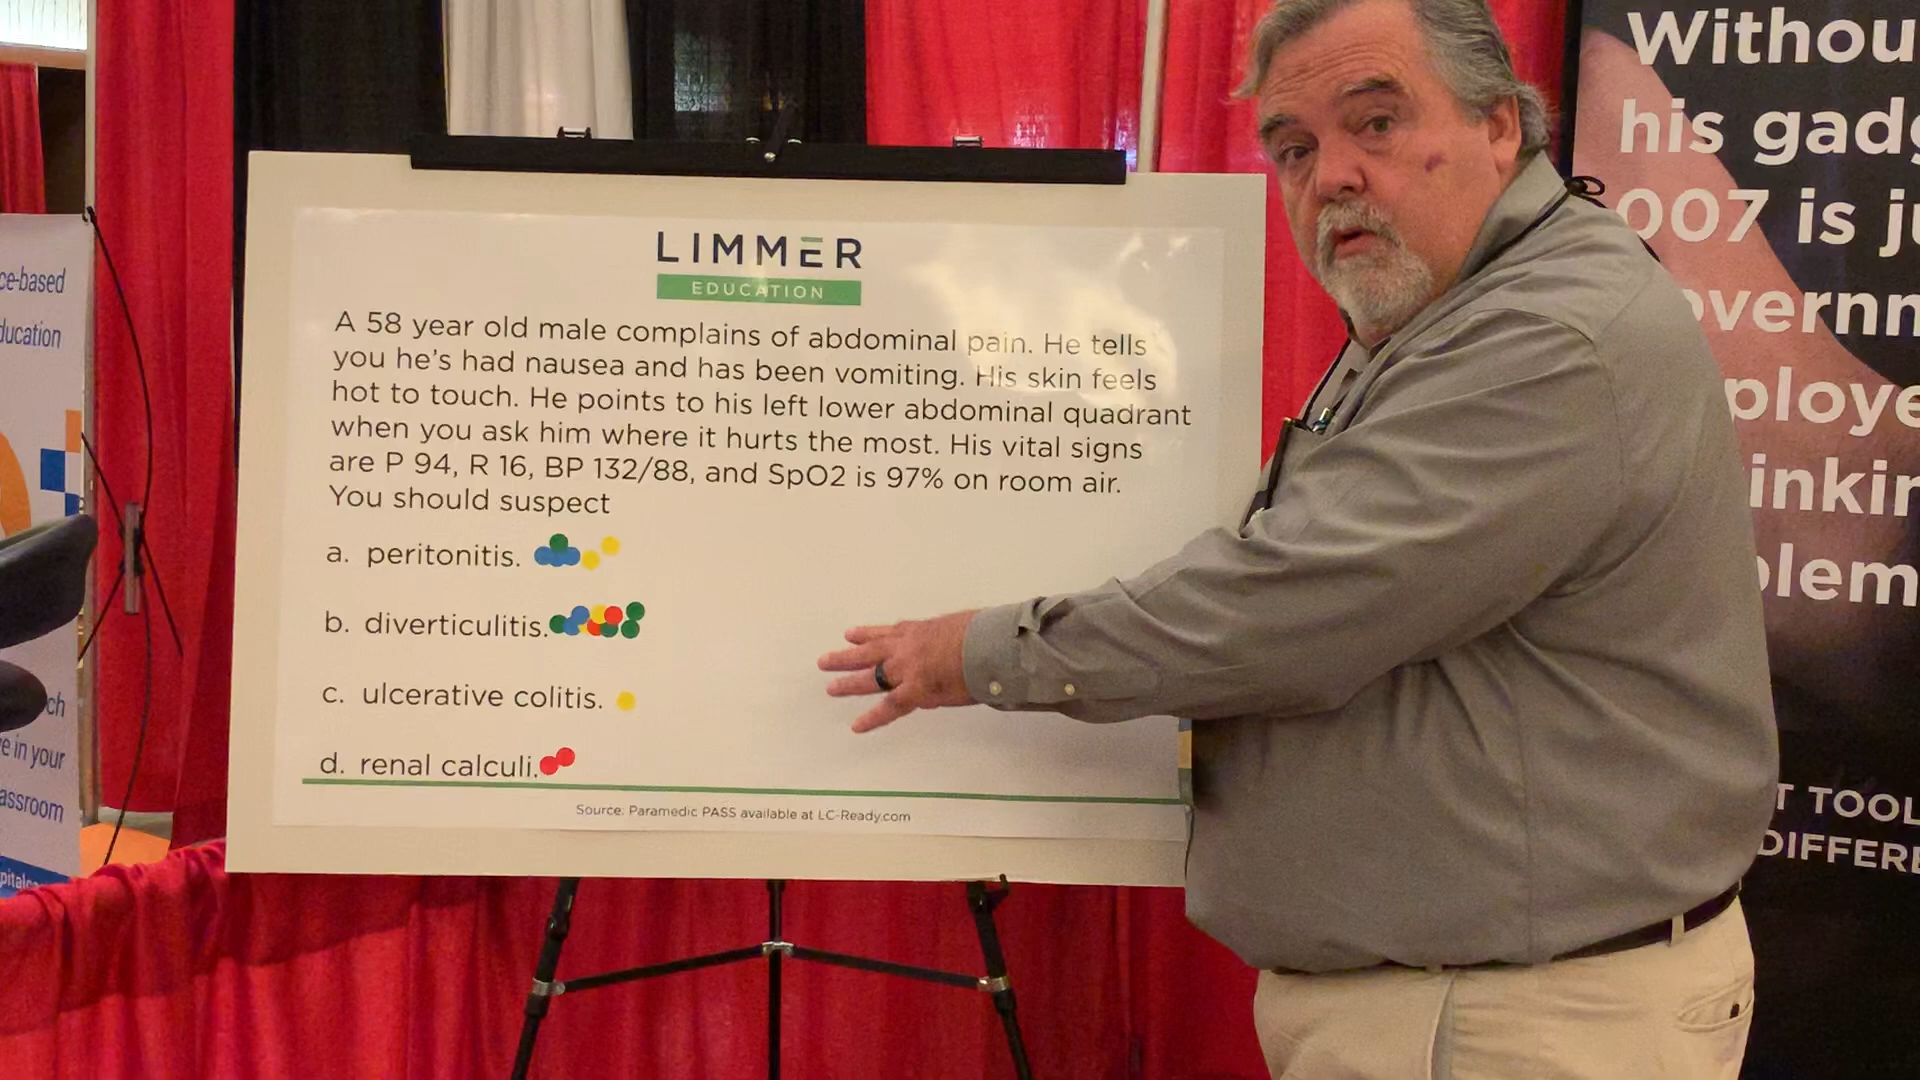 LIMMER
EDUCATION
A 58 year old male complains of abdominal pain. He tells
you he's had nausea and has been vomiting. His skin feels
hot to touch. He points to his left lower abdominal quadrant
when you ask him where it hurts the most. His vital signs
are P 94, R 16, BP 132/88, and SpO2 is 97% on room air.
You should suspect
a. peritonitis.
b. diverticulitis.
c. ulcerative colitis.
d. renal calculi.
Source: Paramedic PASS available at LC-Ready.com
ce-based
ducation
ch
e in your
assroom
Withou
his gadg
007 is ju
overnm
ploye
inkin
blem
T TOOL
DIFFERE